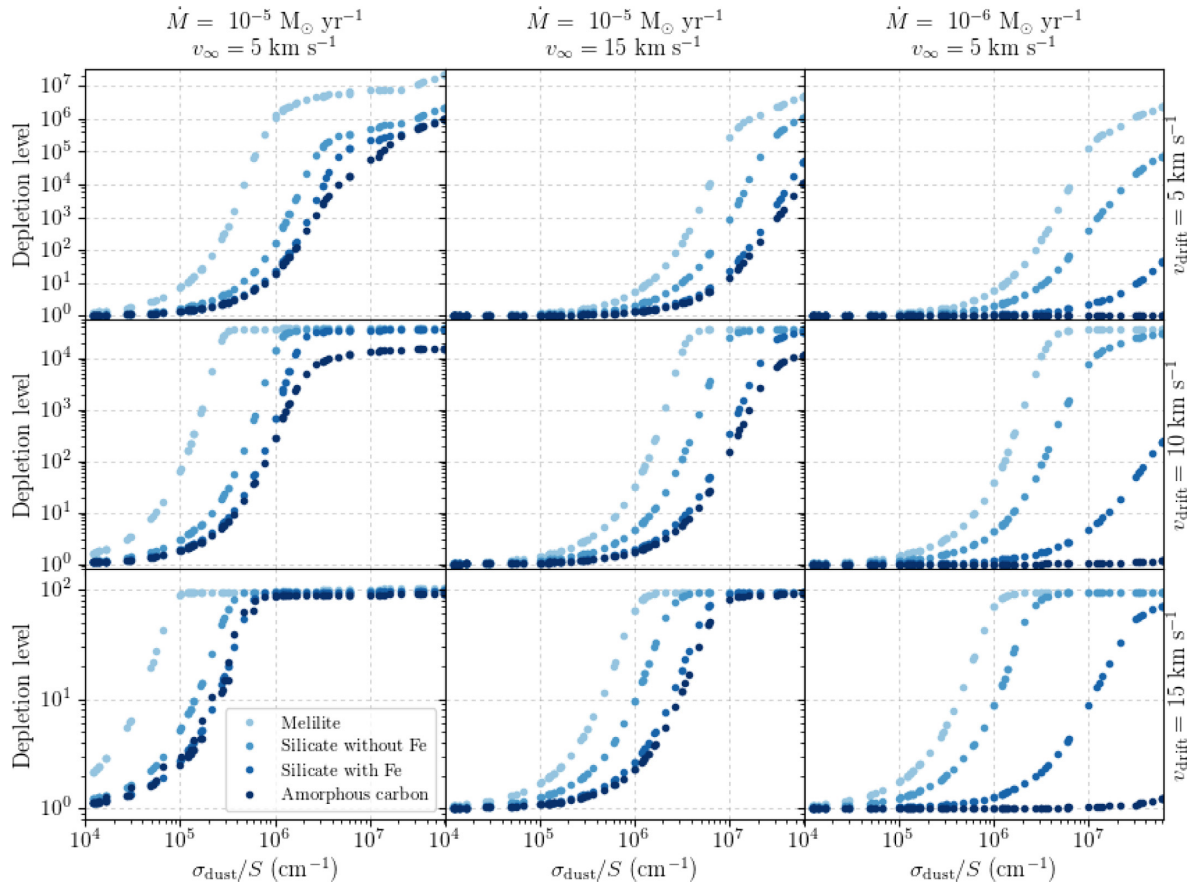 Ṁ = 10⁻⁵ M⊙ yr⁻¹
v∞ = 5 km s⁻¹
Ṁ = 10⁻⁵ M⊙ yr⁻¹
v∞ = 15 km s⁻¹
Ṁ = 10⁻⁶ M⊙ yr⁻¹
v∞ = 5 km s⁻¹
10⁷
10⁶
10⁵
10⁴
10³
10²
10¹
10⁰
Depletion level
v_drift = 5 km s⁻¹
10⁴
10³
10²
10¹
10⁰
Depletion level
v_drift = 10 km s⁻¹
10²
10¹
10⁰
Depletion level
v_drift = 15 km s⁻¹
Melilite
Silicate without Fe
Silicate with Fe
Amorphous carbon
10⁴ 10⁵ 10⁶ 10⁷ 10⁴ 10⁵ 10⁶ 10⁷ 10⁴ 10⁵ 10⁶ 10⁷
σ_dust/S (cm⁻¹) σ_dust/S (cm⁻¹) σ_dust/S (cm⁻¹)